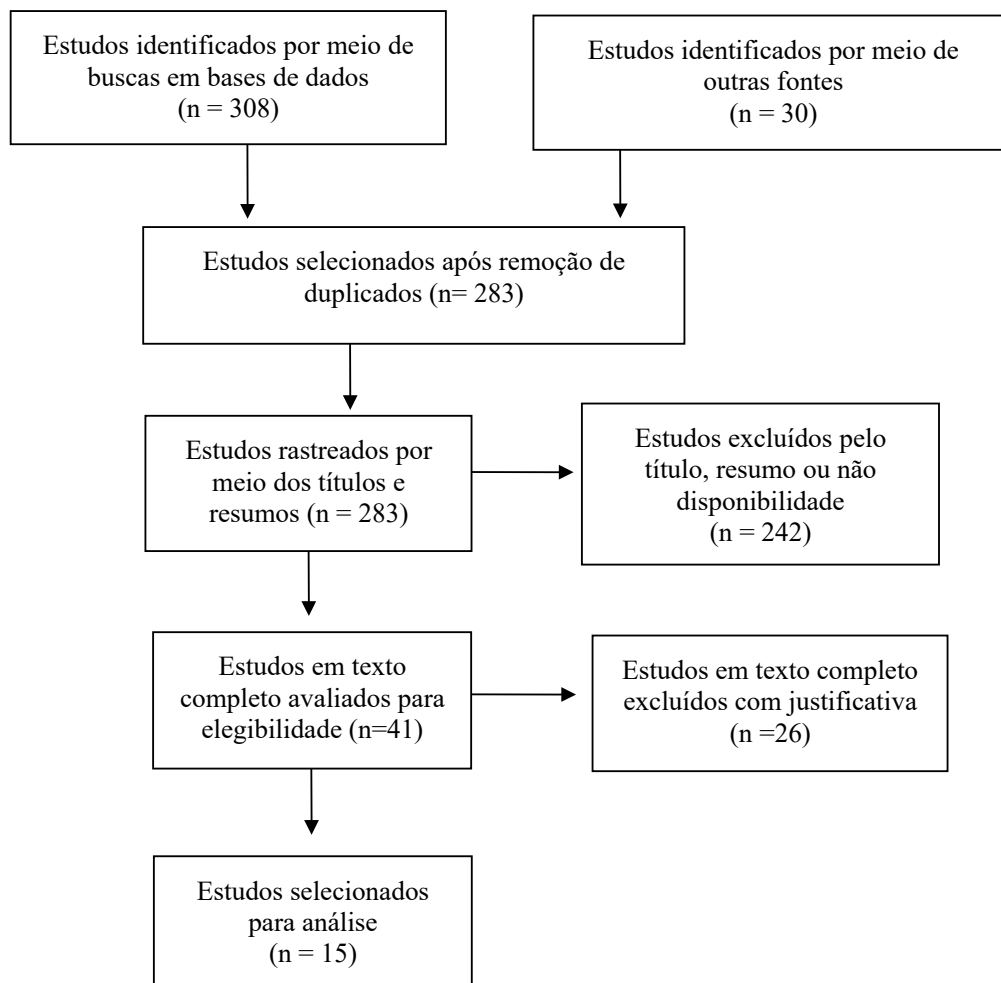 Estudos identificados por meio de
buscas em bases de dados
(n = 308)
Estudos identificados por meio de
outras fontes
(n = 30)
Estudos selecionados após remoção de
duplicados (n= 283)
Estudos rastreados por
meio dos títulos e
resumos (n = 283)
Estudos excluídos pelo
título, resumo ou não
disponibilidade
(n = 242)
Estudos em texto
completo avaliados para
elegibilidade (n=41)
Estudos em texto completo
excluídos com justificativa
(n =26)
Estudos selecionados
para análise
(n = 15)